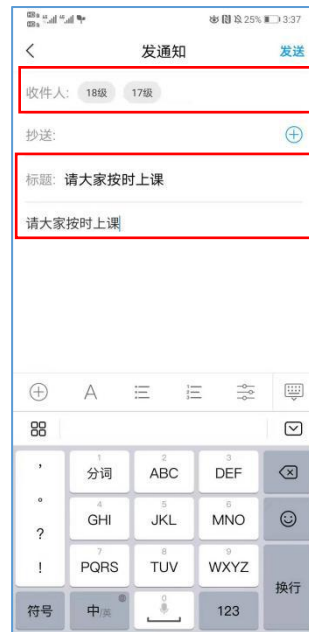 25% 3:37
发通知 发送
收件人: 18级 17级
抄送:
标题: 请大家按时上课
请大家按时上课
A
, 1 分词 2 ABC 3 DEF
。 4 GHI 5 JKL 6 MNO
?
! 7 PQRS 8 TUV 9 WXYZ
换行
符号 中/英 0 123